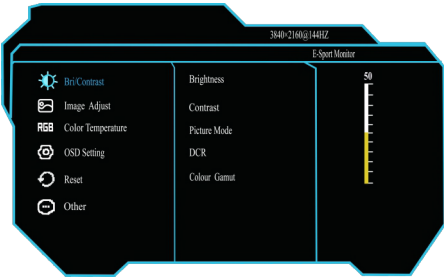 3840×2160@144HZ
E-Sport Monitor
Bri/Contrast
Image Adjust
RGB Color Temperature
OSD Setting
Reset
Other
Brightness
Contrast
Picture Mode
DCR
Colour Gamut
50